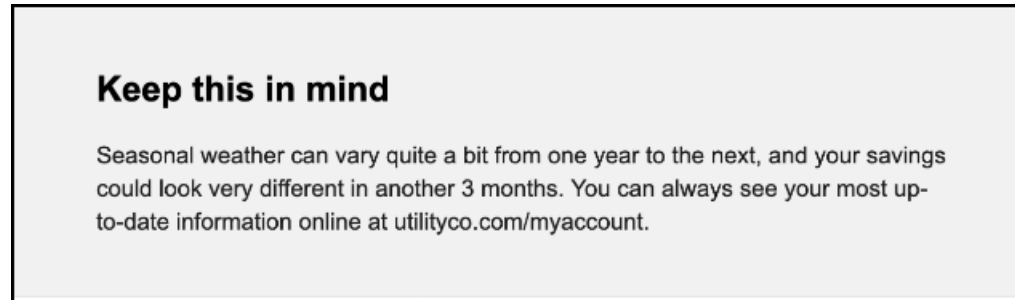 Keep this in mind
Seasonal weather can vary quite a bit from one year to the next, and your savings
could look very different in another 3 months. You can always see your most up-
to-date information online at utilityco.com/myaccount.